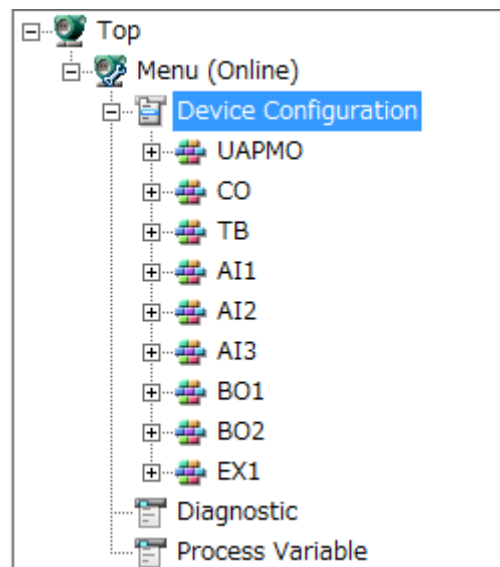 Top
Menu (Online)
Device Configuration
UAPMO
CO
TB
AI1
AI2
AI3
BO1
BO2
EX1
Diagnostic
Process Variable